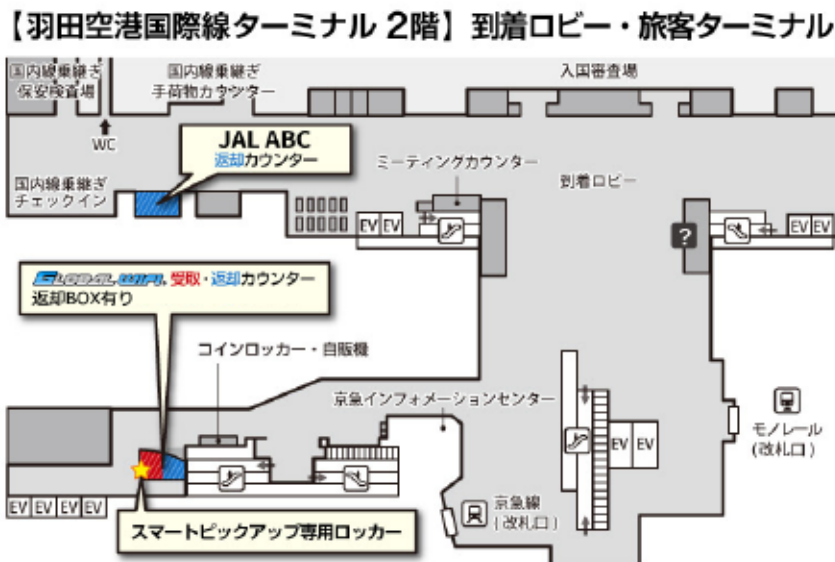 【羽田空港国際線ターミナル 2階】到着ロビー・旅客ターミナル
国内線乗継ぎ
保安検査場
国内線乗継ぎ
手荷物カウンター
入国審査場
WC
JAL ABC
返却カウンター
ミーティングカウンター
国内線乗継ぎ
チェックイン
到着ロビー
EV EV
?
EV EV
GLOBAL WiFi. 受取・返却カウンター
返却BOX有り
コインロッカー・自販機
京急インフォメーションセンター
モノレール
(改札口)
EV EV
EV EV EV EV
京急線
(改札口)
スマートピックアップ専用ロッカー